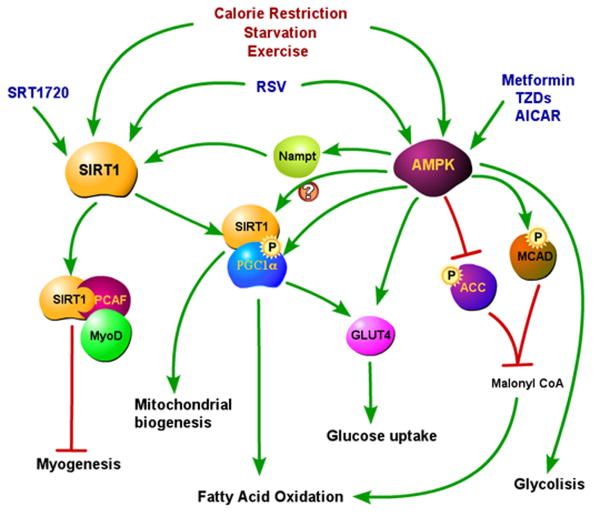 Calorie Restriction
Starvation
Exercise
SRT1720
RSV
Metformin
TZDs
AICAR
Nampt
SIRT1
AMPK
?
SIRT1
P
PGC1α
P
MCAD
P
ACC
SIRT1
PCAF
MyoD
GLUT4
Malonyl CoA
Mitochondrial
biogenesis
Glucose uptake
Myogenesis
Glycolisis
Fatty Acid Oxidation